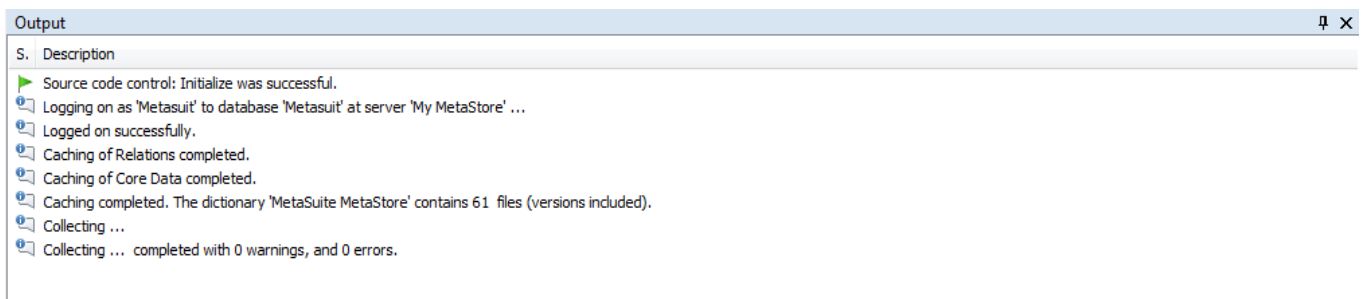 Output
S. Description
Source code control: Initialize was successful.
Logging on as 'Metasuit' to database 'Metasuit' at server 'My MetaStore' ...
Logged on successfully.
Caching of Relations completed.
Caching of Core Data completed.
Caching completed. The dictionary 'MetaSuite MetaStore' contains 61 files (versions included).
Collecting ...
Collecting ... completed with 0 warnings, and 0 errors.